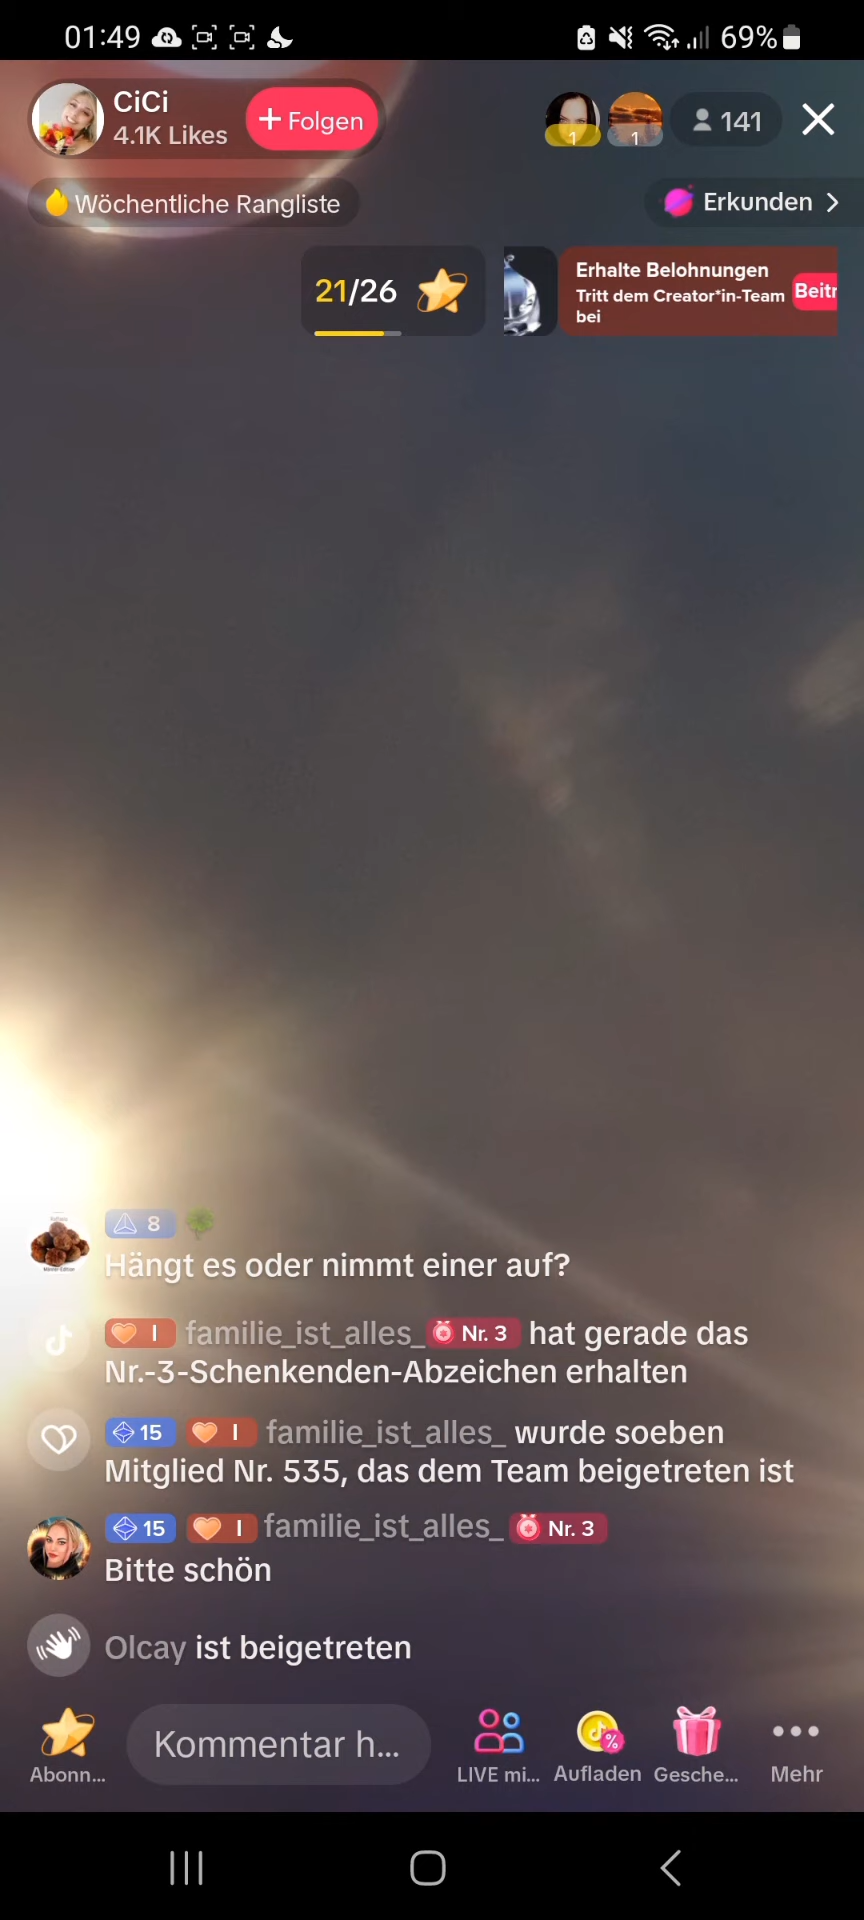 01:49
69%
CiCi
4.1K Likes
+ Folgen
1
1
141
Wöchentliche Rangliste
Erkunden >
21/26
Erhalte Belohnungen
Tritt dem Creator*in-Team
bei
Beitr
8
Hängt es oder nimmt einer auf?
I familie_ist_alles_ Nr. 3 hat gerade das
Nr.-3-Schenkenden-Abzeichen erhalten
15 I familie_ist_alles_ wurde soeben
Mitglied Nr. 535, das dem Team beigetreten ist
15 I familie_ist_alles_ Nr. 3
Bitte schön
Olcay ist beigetreten
Kommentar h...
Abonn...
LIVE mi...
Aufladen
Gesche...
Mehr